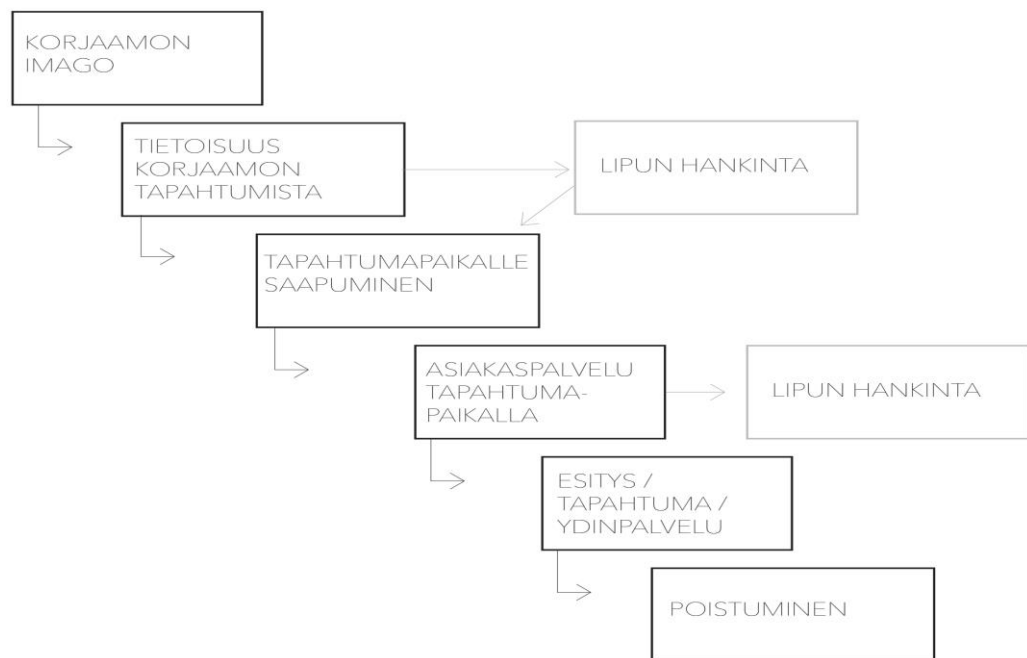 KORJAAMON
IMAGO
TIETOISUUS
KORJAAMON
TAPAHTUMISTA
LIPUN HANKINTA
TAPAHTUMAPAIKALLE
SAAPUMINEN
ASIAKASPALVELU
TAPAHTUMA-
PAIKALLA
LIPUN HANKINTA
ESITYS /
TAPAHTUMA /
YDINPALVELU
POISTUMINEN